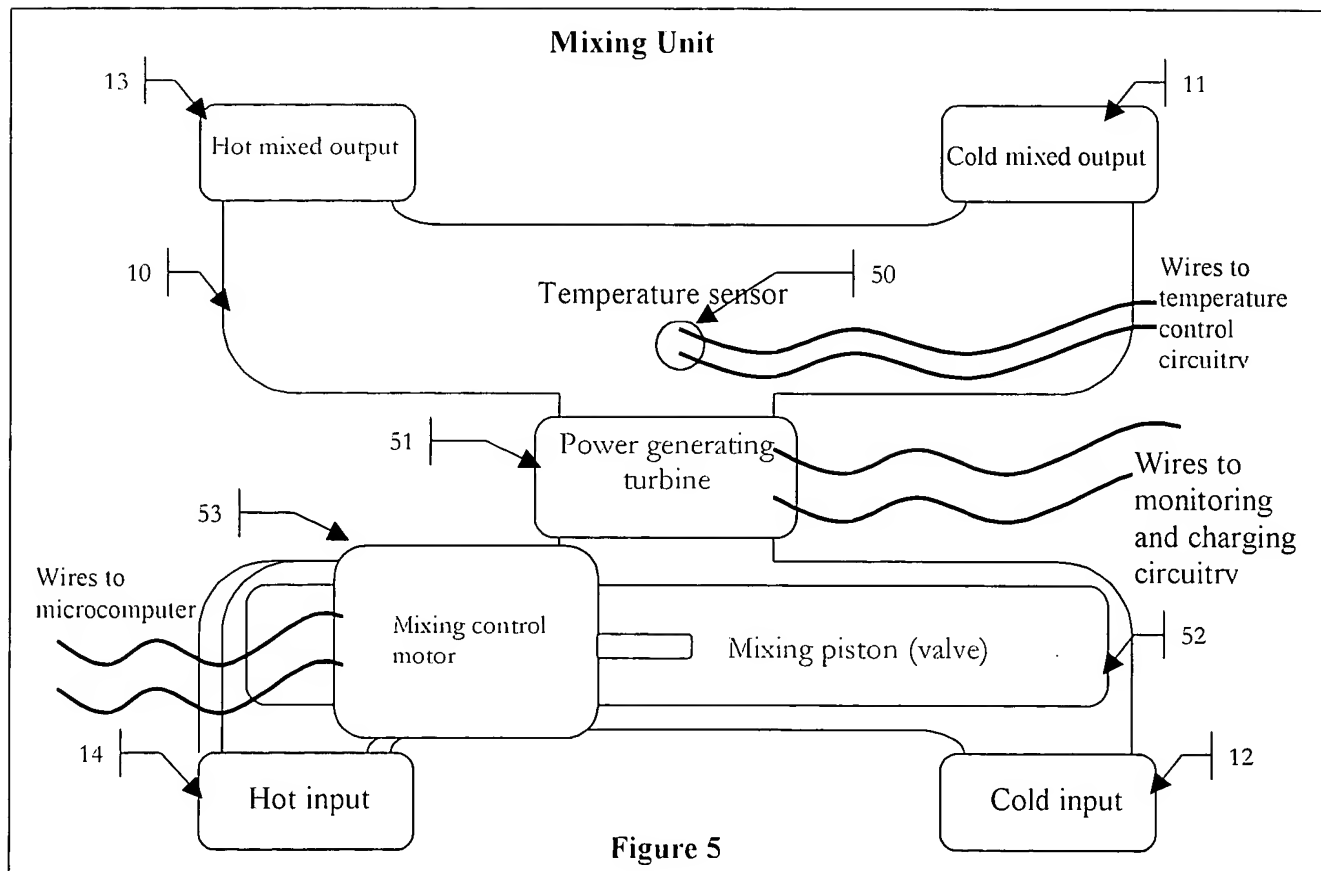 Mixing Unit
13
11
Hot mixed output
Cold mixed output
10
50
Temperature sensor
Wires to
temperature
control
circuitry
51
Power generating
turbine
Wires to
monitoring
and charging
circuitry
53
Wires to
microcomputer
Mixing control
motor
Mixing piston (valve)
52
14
12
Hot input
Cold input
Figure 5